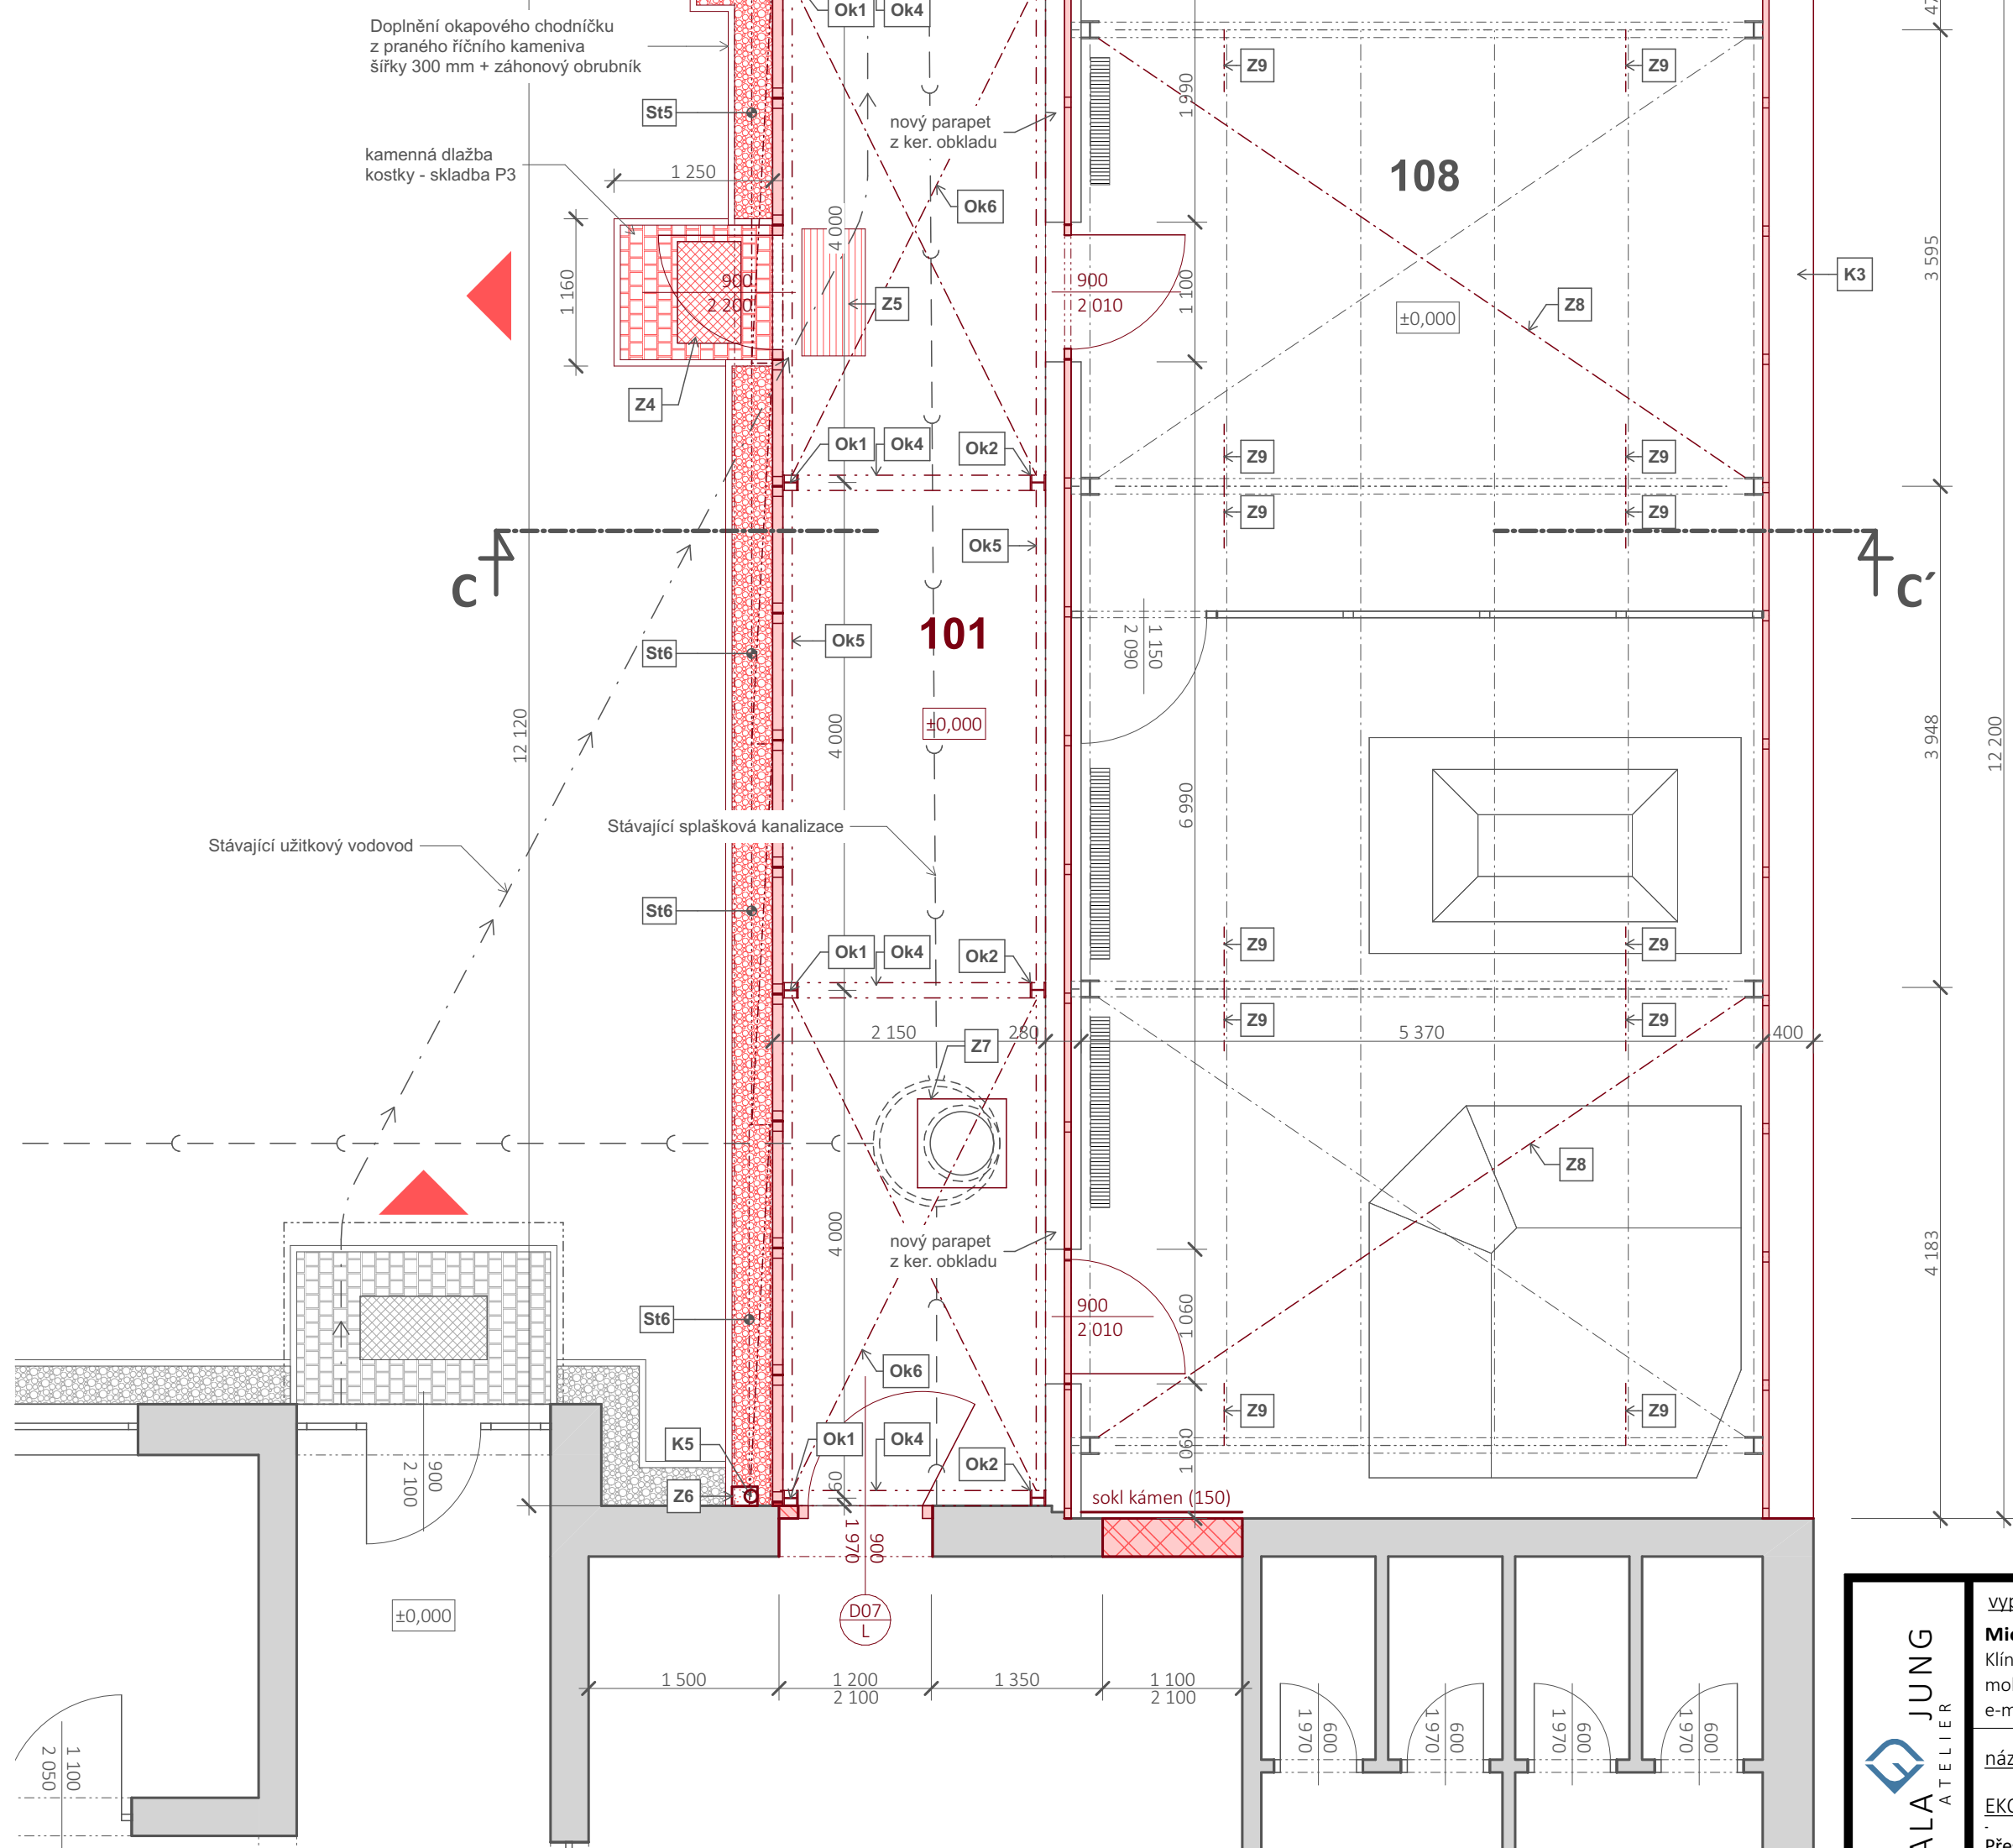 Ok1
Ok4
Doplnění okapového chodníčku
z praného říčního kameniva
šířky 300 mm + záhonový obrubník
Z9
Z9
St5
1 990
nový parapet
z ker. obkladu
kamenná dlažba
kostky - skladba P3
1 250
108
Ok6
4 000
3 595
K3
1 160
900
2 200
Z5
900
2 010
1 100
±0,000
Z8
Z4
Ok1
Ok4
Ok2
Z9
Z9
Z9
Z9
Ok5
C
C´
101
Ok5
St6
1 150
2 090
±0,000
12 120
4 000
3 948
12 200
6 990
Stávající splašková kanalizace
Stávající užitkový vodovod
St6
Ok1
Ok4
Ok2
Z9
Z9
Z9
Z9
2 150
280
5 370
400
Z7
Z8
4 000
nový parapet
z ker. obkladu
4 183
St6
900
2 010
1 060
Ok6
Z9
Z9
K5
Ok1
Ok4
Ok2
1 060
Z6
60
900
2 100
sokl kámen (150)
900
1 970
±0,000
D07
L
1 500
1 200
2 100
1 350
1 100
2 100
600
1 970
600
1 970
600
1 970
600
1 970
1 100
2 050
JUNG
ATELIER
ALA
Klín